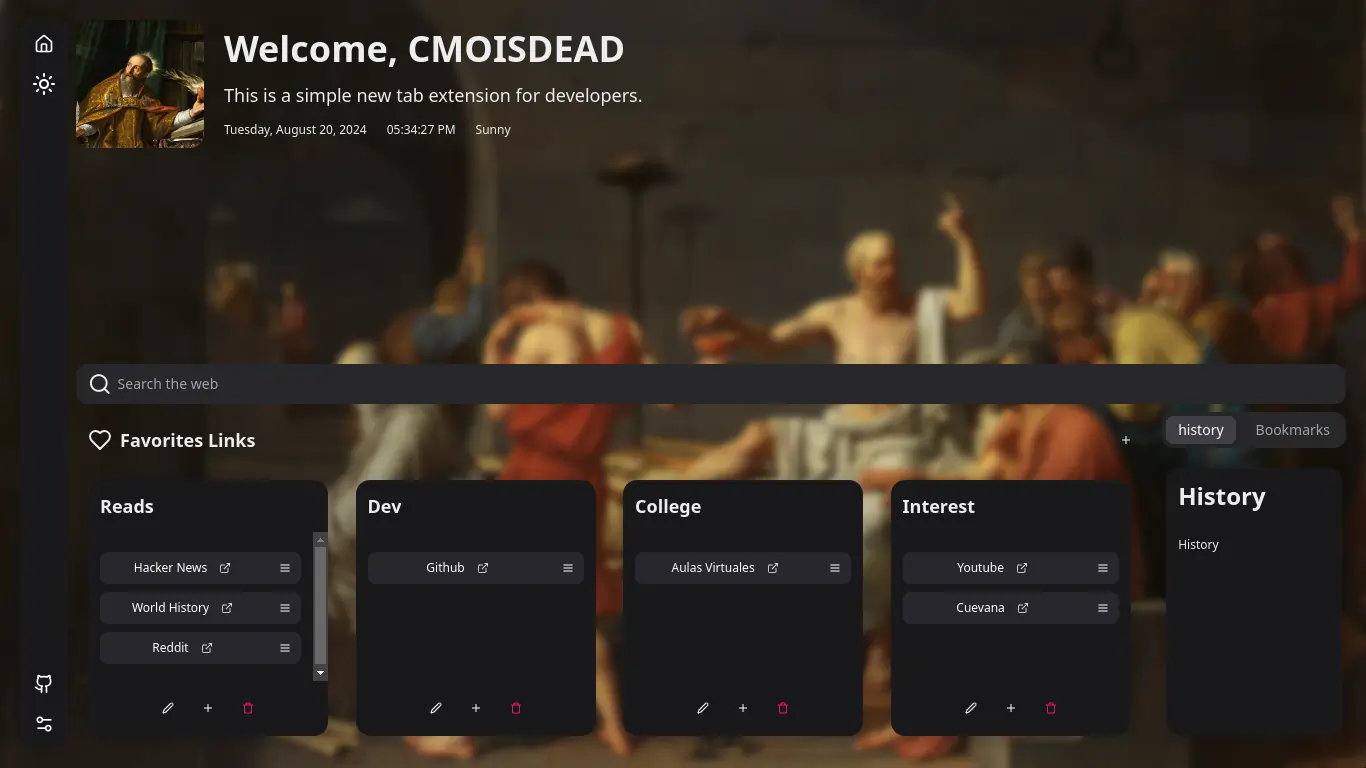 Welcome, CMOISDEAD
This is a simple new tab extension for developers.
Tuesday, August 20, 2024 05:34:27 PM Sunny
Search the web
Favorites Links
history Bookmarks
Reads
Hacker News
World History
Reddit
Dev
Github
College
Aulas Virtuales
Interest
Youtube
Cuevana
History
History